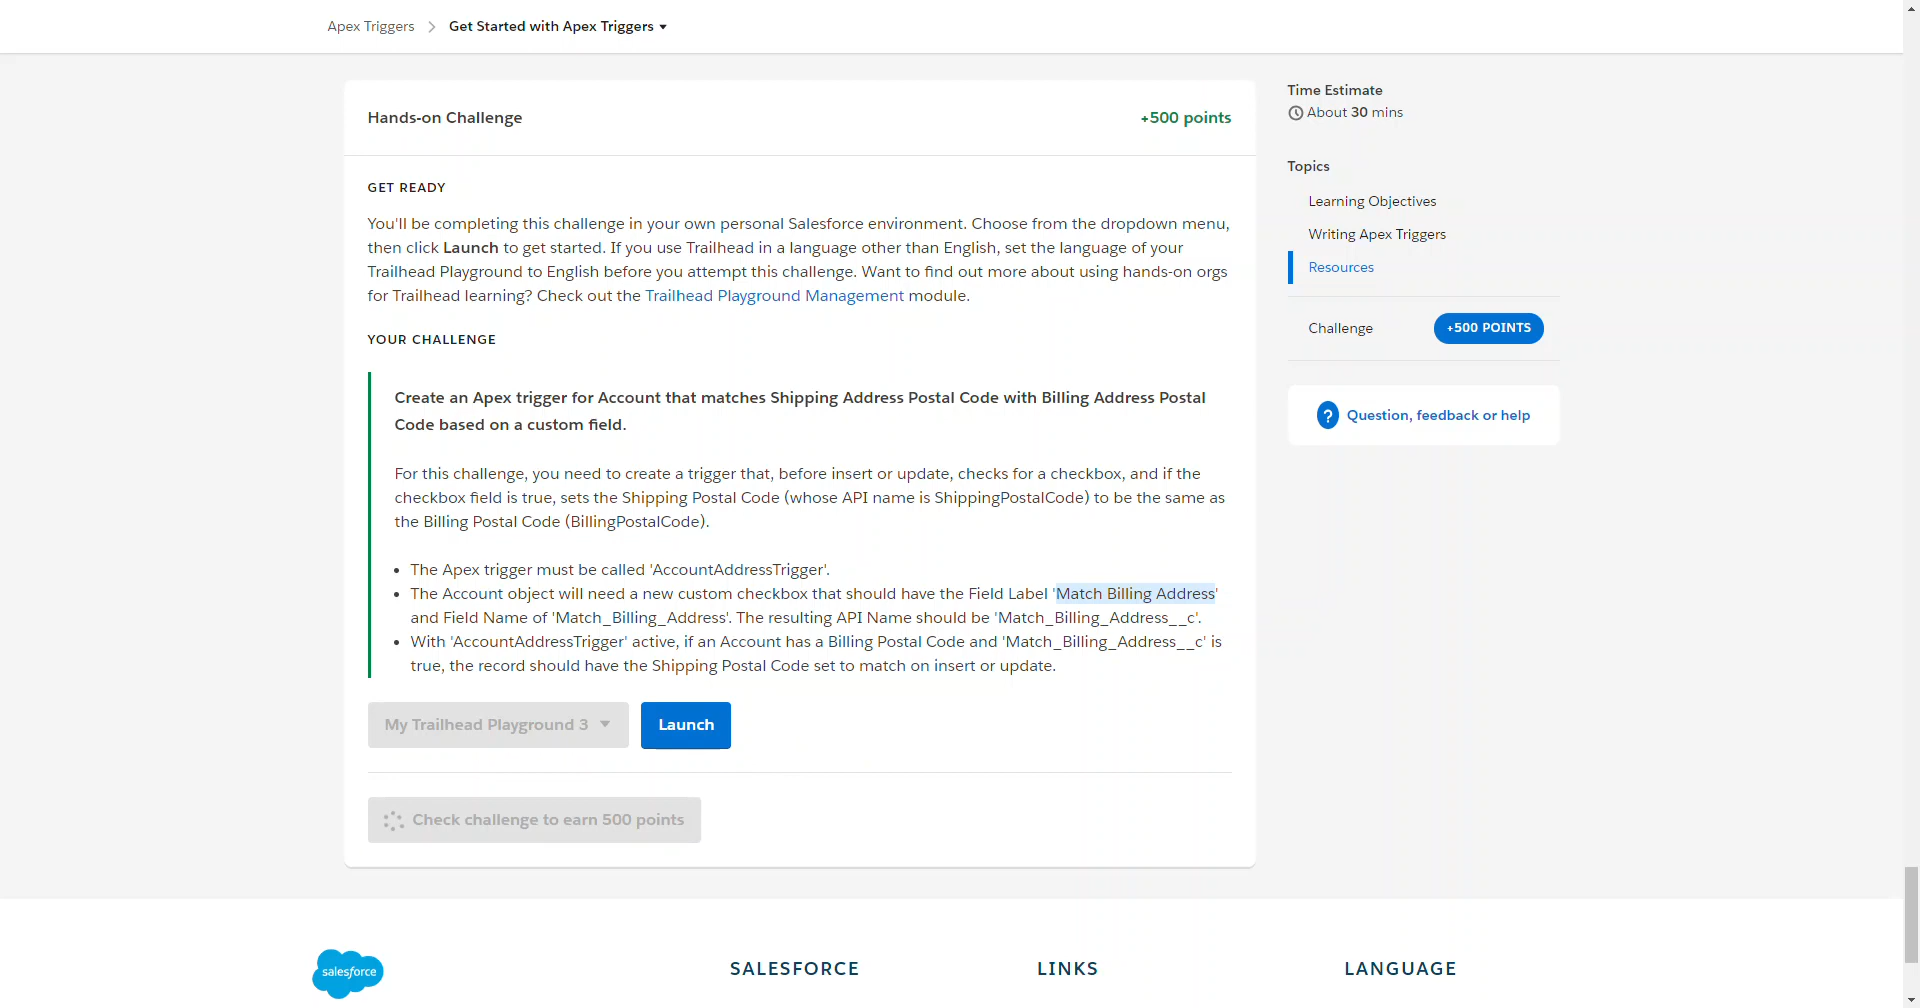 Apex Triggers
Get Started with Apex Triggers
Hands-on Challenge
+500 points
GET READY
You'll be completing this challenge in your own personal Salesforce environment. Choose from the dropdown menu,
then click Launch to get started. If you use Trailhead in a language other than English, set the language of your
Trailhead Playground to English before you attempt this challenge. Want to find out more about using hands-on orgs
for Trailhead learning? Check out the Trailhead Playground Management module.
YOUR CHALLENGE
Create an Apex trigger for Account that matches Shipping Address Postal Code with Billing Address Postal
Code based on a custom field.
For this challenge, you need to create a trigger that, before insert or update, checks for a checkbox, and if the
checkbox field is true, sets the Shipping Postal Code (whose API name is ShippingPostalCode) to be the same as
the Billing Postal Code (BillingPostalCode).
• The Apex trigger must be called 'AccountAddressTrigger'.
• The Account object will need a new custom checkbox that should have the Field Label 'Match Billing Address'
and Field Name of 'Match_Billing_Address'. The resulting API Name should be 'Match_Billing_Address__c'.
• With 'AccountAddressTrigger' active, if an Account has a Billing Postal Code and 'Match_Billing_Address__c' is
true, the record should have the Shipping Postal Code set to match on insert or update.
My Trailhead Playground 3
Launch
Check challenge to earn 500 points
Time Estimate
About 30 mins
Topics
Learning Objectives
Writing Apex Triggers
Resources
Challenge
+500 POINTS
? Question, feedback or help
salesforce
SALESFORCE
LINKS
LANGUAGE